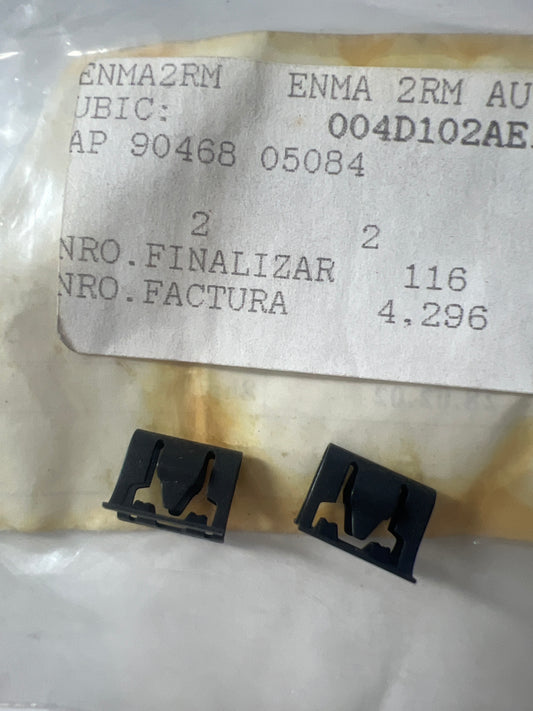 ENMA2RM ENMA 2RM AU
UBIC: 004D102AE
AP 90468 05084
2 2
NRO.FINALIZAR 116
NRO.FACTURA 4,296